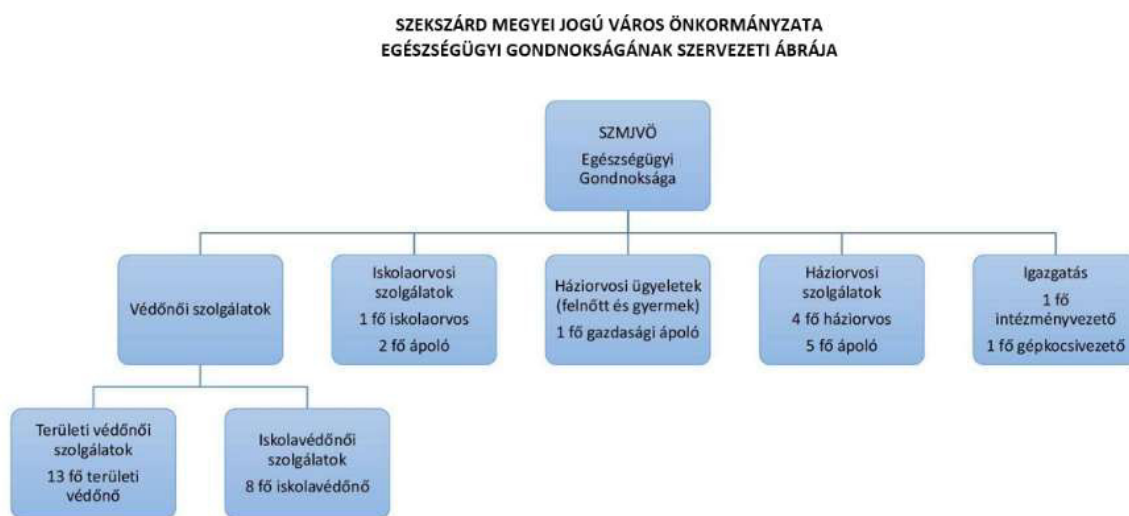 SZEKSZÁRD MEGYEI JOGÚ VÁROS ÖNKORMÁNYZATA
EGÉSZSÉGÜGYI GONDNOKSÁGÁNAK SZERVEZETI ÁBRÁJA
SZMJVÖ
Egészségügyi
Gondnoksága
Védőnői szolgálatok
Iskolaorvosi
szolgálatok
1 fő iskolaorvos
2 fő ápoló
Háziorvosi ügyeletek
(felnőtt és gyermek)
1 fő gazdasági ápoló
Háziorvosi
szolgálatok
4 fő háziorvos
5 fő ápoló
Igazgatás
1 fő
intézményvezető
1 fő gépkocsivezető
Területi védőnői
szolgálatok
13 fő területi
védőnő
Iskolavédőnői
szolgálatok
8 fő iskolavédőnő